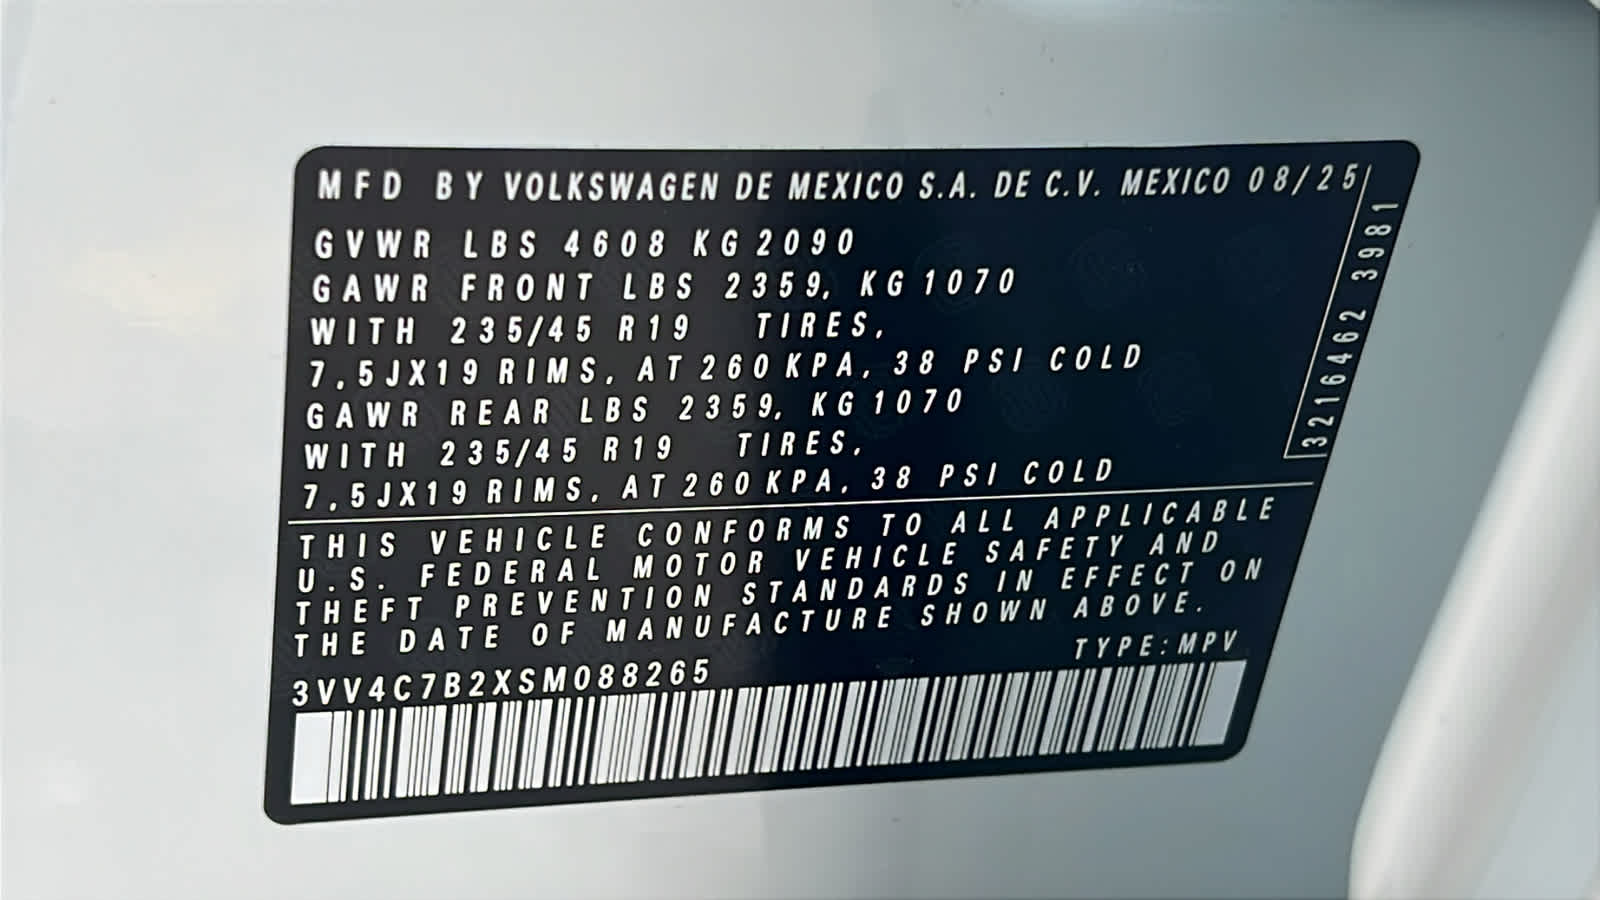 MFD BY VOLKSWAGEN DE MEXICO S.A. DE C.V. MEXICO 08/25
GVWR LBS 4608 KG 2090
GAWR FRONT LBS 2359, KG 1070
WITH 235/45 R19 TIRES,
7,5JX19 RIMS, AT 260 KPA, 38 PSI COLD
GAWR REAR LBS 2359, KG 1070
WITH 235/45 R19 TIRES,
7,5JX19 RIMS, AT 260 KPA, 38 PSI COLD
3216462 3981
THIS VEHICLE CONFORMS TO ALL APPLICABLE
U.S. FEDERAL MOTOR VEHICLE SAFETY AND
THEFT PREVENTION STANDARDS IN EFFECT ON
THE DATE OF MANUFACTURE SHOWN ABOVE.
TYPE: MPV
3VV4C7B2XSM088265